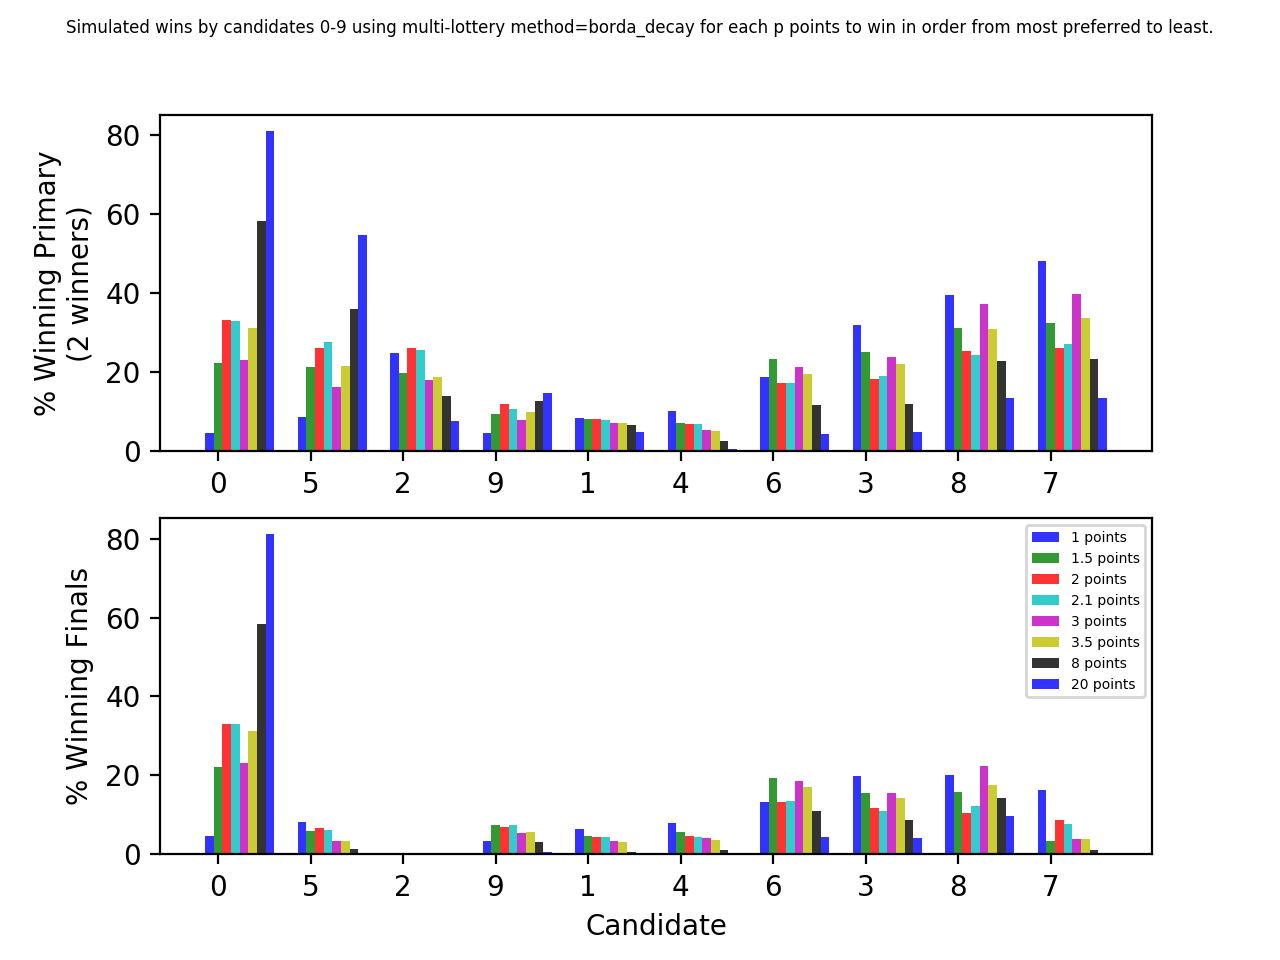 Simulated wins by candidates 0-9 using multi-lottery method=borda_decay for each p points to win in order from most preferred to least.
% Winning Primary
(2 winners)
80
60
40
20
0
0 5 2 9 1 4 6 3 8 7
% Winning Finals
80
60
40
20
0
1 points
1.5 points
2 points
2.1 points
3 points
3.5 points
8 points
20 points
0 5 2 9 1 4 6 3 8 7
Candidate